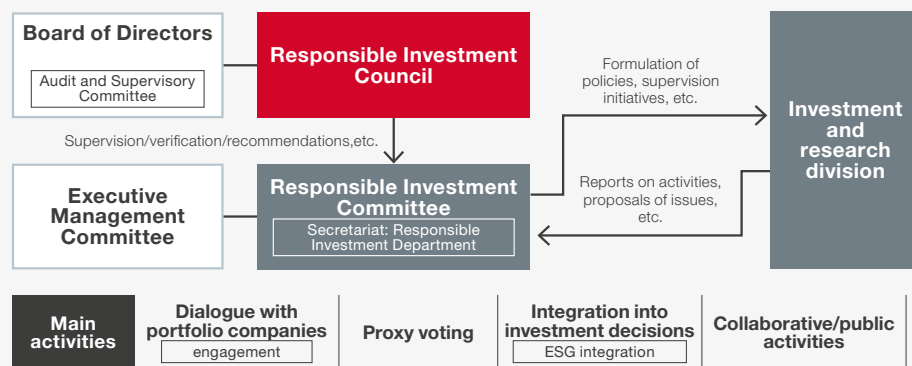 Board of Directors
Audit and Supervisory
Committee
Responsible Investment
Council
Supervision/verification/recommendations,etc.
Executive
Management
Committee
Responsible Investment
Committee
Secretariat: Responsible
Investment Department
Formulation of
policies, supervision
initiatives, etc.
Reports on activities,
proposals of issues,
etc.
Investment
and
research
division
Main
activities
Dialogue with
portfolio companies
engagement
Proxy voting
Integration into
investment decisions
ESG integration
Collaborative/public
activities